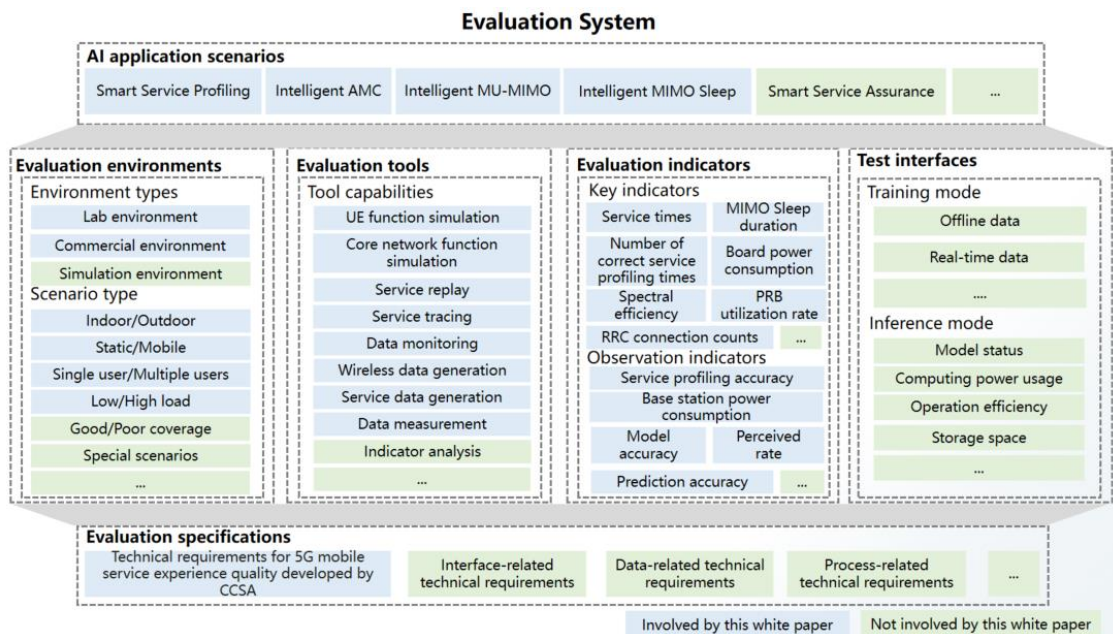 Evaluation System
AI application scenarios
Smart Service Profiling
Intelligent AMC
Intelligent MU-MIMO
Intelligent MIMO Sleep
Smart Service Assurance
...
Evaluation environments
Environment types
Lab environment
Commercial environment
Simulation environment
Scenario type
Indoor/Outdoor
Static/Mobile
Single user/Multiple users
Low/High load
Good/Poor coverage
Special scenarios
...
Evaluation tools
Tool capabilities
UE function simulation
Core network function
simulation
Service replay
Service tracing
Data monitoring
Wireless data generation
Service data generation
Data measurement
Indicator analysis
...
Evaluation indicators
Key indicators
Service times
MIMO Sleep
duration
Number of
correct service
profiling times
Board power
consumption
Spectral
efficiency
PRB
utilization rate
RRC connection counts
...
Observation indicators
Service profiling accuracy
Base station power
consumption
Model
accuracy
Perceived
rate
Prediction accuracy
...
Test interfaces
Training mode
Offline data
Real-time data
....
Inference mode
Model status
Computing power usage
Operation efficiency
Storage space
...
Evaluation specifications
Technical requirements for 5G mobile
service experience quality developed by
CCSA
Interface-related
technical requirements
Data-related technical
requirements
Process-related
technical requirements
...
Involved by this white paper
Not involved by this white paper